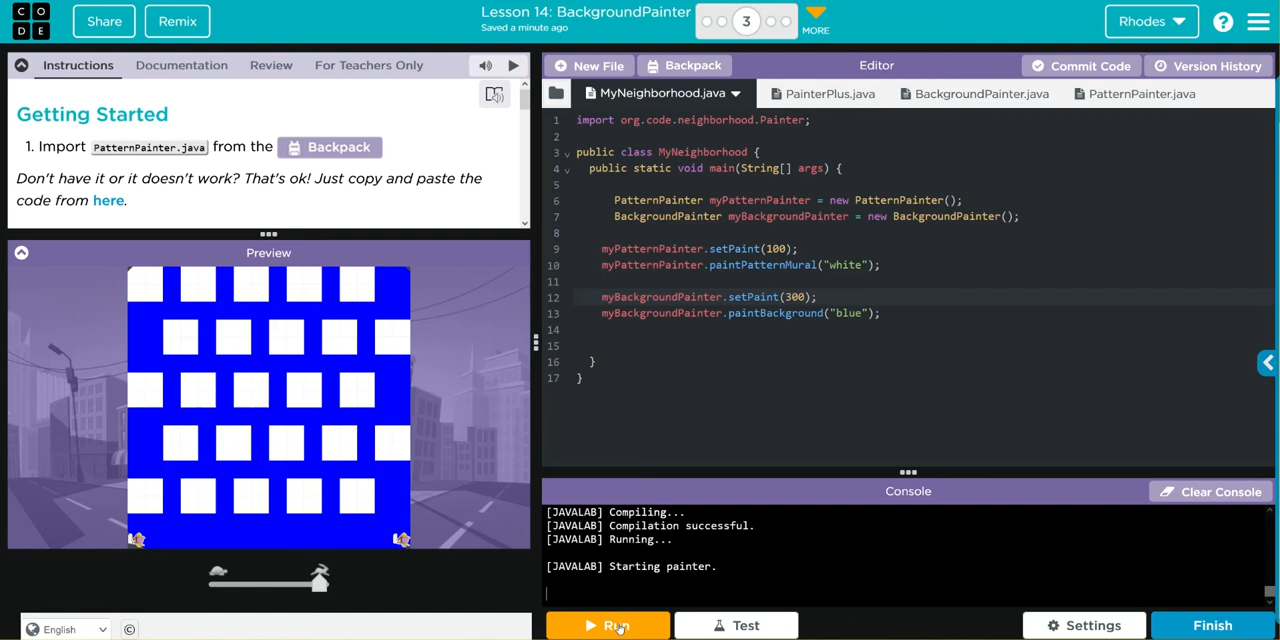 C O
D E
Share
Remix
Lesson 14: BackgroundPainter
Saved a minute ago
3
MORE
Rhodes
?
Instructions
Documentation
Review
For Teachers Only
Getting Started
1. Import PatternPainter.java from the Backpack
Don't have it or it doesn't work? That's ok! Just copy and paste the
code from here.
Preview
English
©
New File
Backpack
Editor
Commit Code
Version History
MyNeighborhood.java
PainterPlus.java
BackgroundPainter.java
PatternPainter.java
1 import org.code.neighborhood.Painter;
2
3 public class MyNeighborhood {
4 public static void main(String[] args) {
5
6 PatternPainter myPatternPainter = new PatternPainter();
7 BackgroundPainter myBackgroundPainter = new BackgroundPainter();
8
9 myPatternPainter.setPaint(100);
10 myPatternPainter.paintPatternMural("white");
11
12 myBackgroundPainter.setPaint(300);
13 myBackgroundPainter.paintBackground("blue");
14
15
16 }
17 }
Console
Clear Console
[JAVALAB] Compiling...
[JAVALAB] Compilation successful.
[JAVALAB] Running...
[JAVALAB] Starting painter.
Run
Test
Settings
Finish